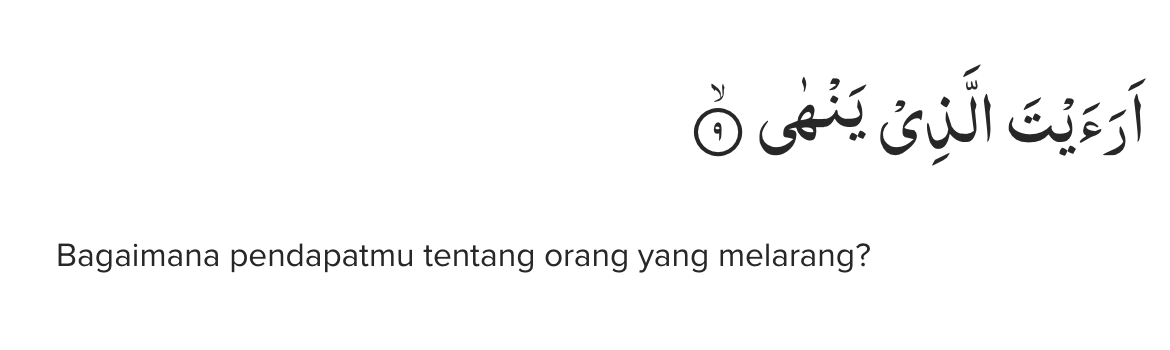 اَرَءَيْتَ الَّذِيْ يَنْهٰىۙ ٩
Bagaimana pendapatmu tentang orang yang melarang?